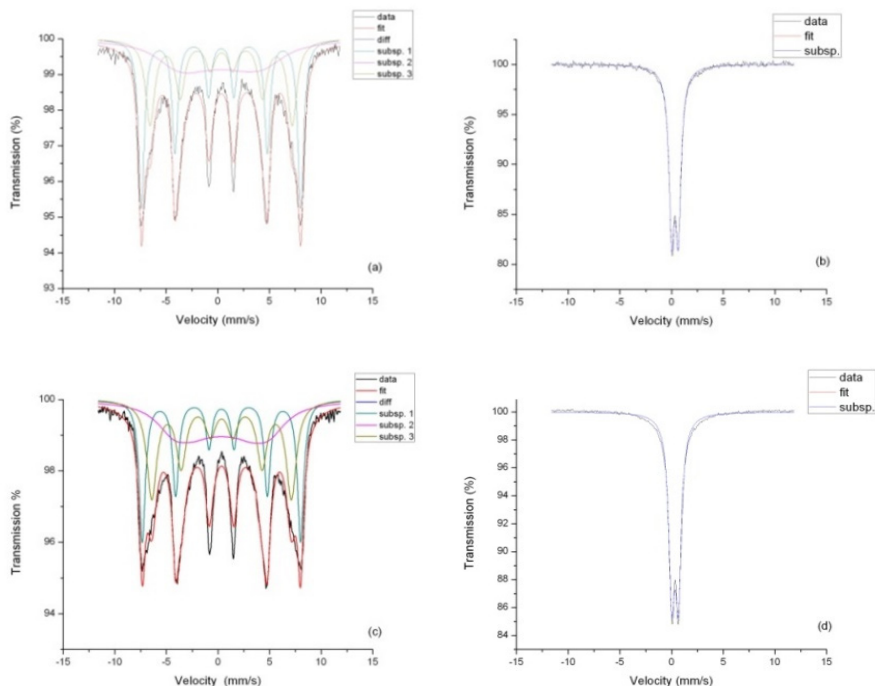 data
fit
diff
subsp. 1
subsp. 2
subsp. 3
100
99
98
97
96
95
94
93
Transmission (%)
-15 -10 -5 0 5 10 15
Velocity (mm/s)
(a)
data
fit
subsp.
100
95
90
85
80
Transmission (%)
-15 -10 -5 0 5 10 15
Velocity (mm/s)
(b)
data
fit
diff
subsp. 1
subsp. 2
subsp. 3
100
98
96
94
Transmission %
-15 -10 -5 0 5 10 15
Velocity (mm/s)
(c)
data
fit
subsp.
100
98
96
94
92
90
88
86
84
Transmission (%)
-15 -10 -5 0 5 10 15
Velocity (mm/s)
(d)